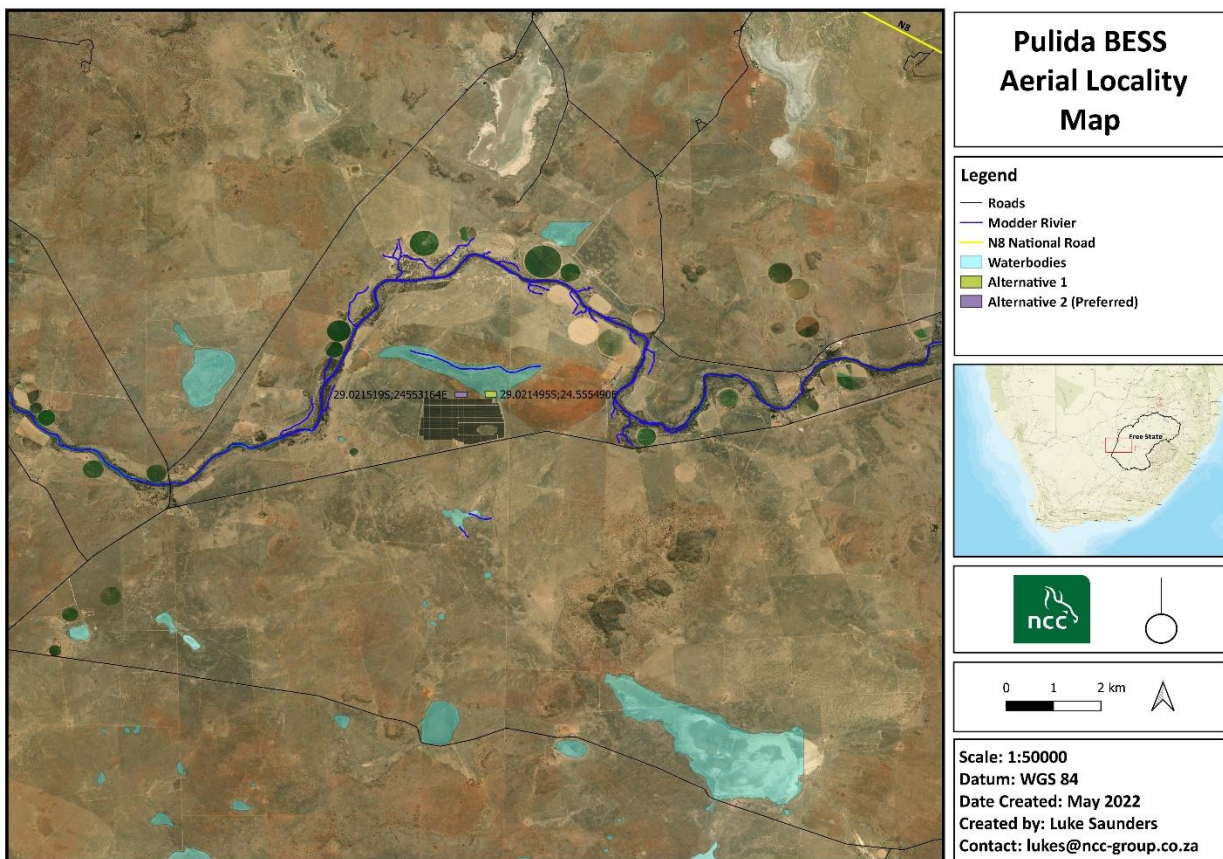 N8
29.021519S;24553164E
29.021495S;24.555490E
Pulida BESS
Aerial Locality
Map
Legend
Roads
Modder Rivier
N8 National Road
Waterbodies
Alternative 1
Alternative 2 (Preferred)
Free State
ncc
0 1 2 km
Scale: 1:50000
Datum: WGS 84
Date Created: May 2022
Created by: Luke Saunders
Contact: lukes@ncc-group.co.za